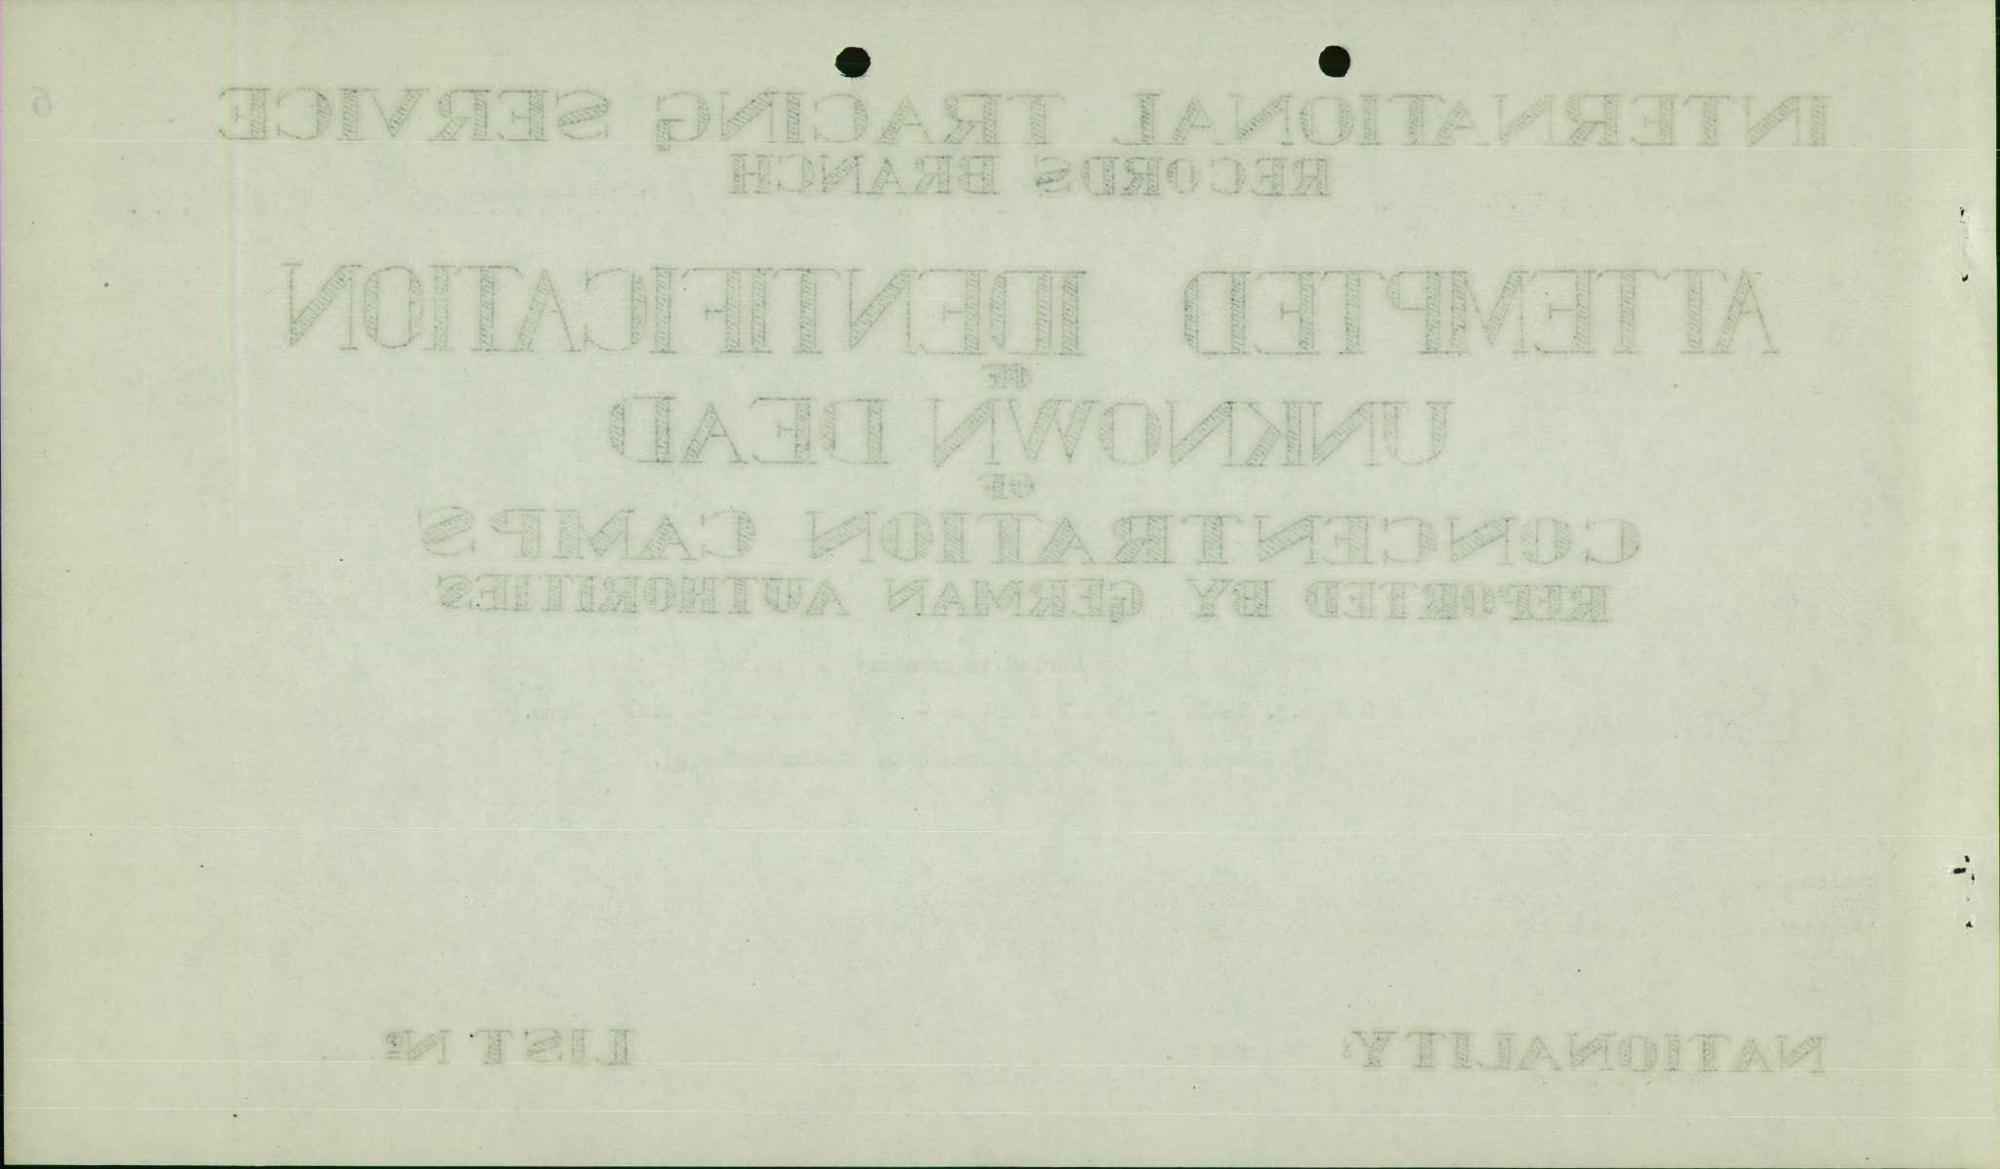 6
INTERNATIONAL TRACING SERVICE
RECORDS BRANCH
ATTEMPTED IDENTIFICATION
OF
UNKNOWN DEAD
OF
CONCENTRATION CAMPS
REPORTED BY GERMAN AUTHORITIES
NATIONALITY: LIST Nº